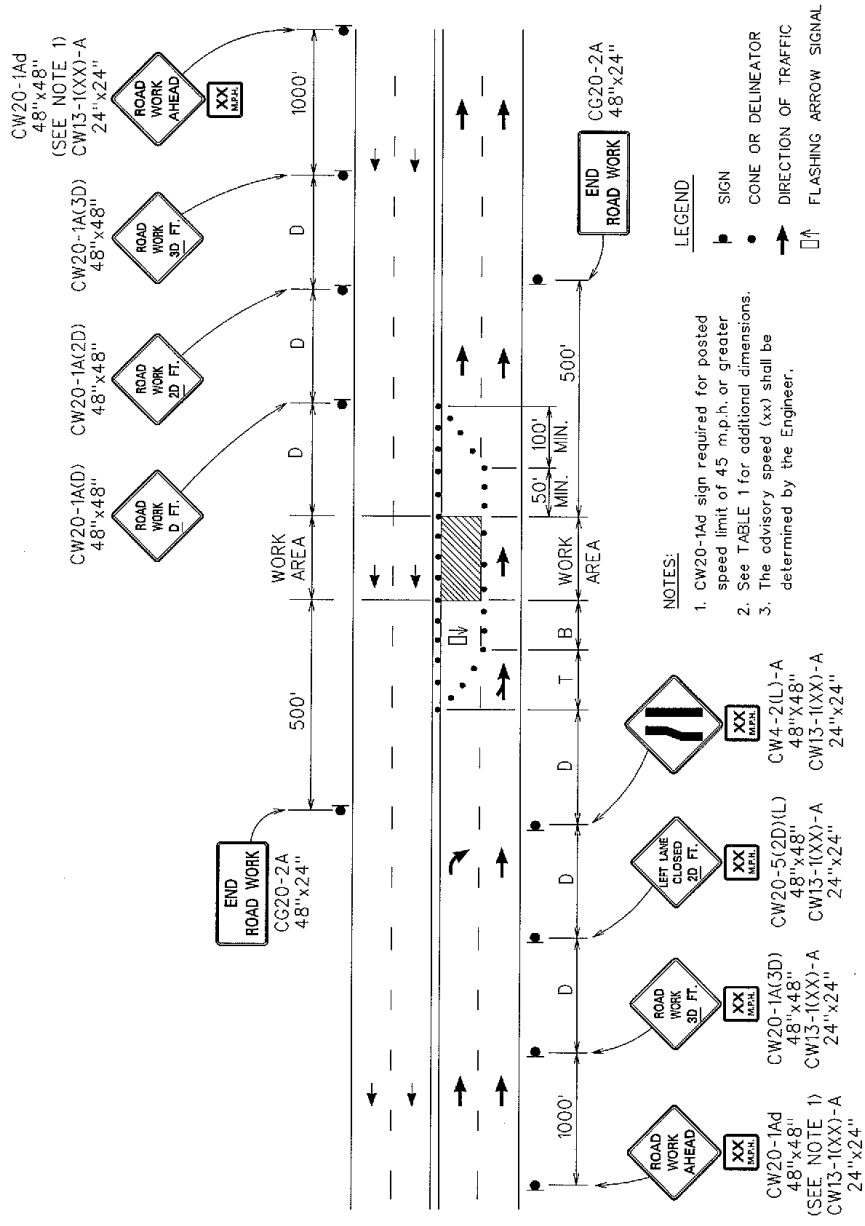 CW20-1Ad
48"x48"
(SEE NOTE 1)
CW13-1(XX)-A
24"x24"
ROAD
WORK
AHEAD
XX
M.P.H.
CW20-1A(3D)
48"x48"
ROAD
WORK
3D FT.
CW20-1A(2D)
48"x48"
ROAD
WORK
2D FT.
CW20-1A(D)
48"x48"
ROAD
WORK
D FT.
END
ROAD WORK
CG20-2A
48"x24"
500'
WORK
AREA
D
D
D
1000'
1000'
D
D
D
T
B
WORK
AREA
50'
MIN.
100'
MIN.
500'
END
ROAD WORK
CG20-2A
48"x24"
ROAD
WORK
AHEAD
XX
M.P.H.
CW20-1Ad
48"x48"
(SEE NOTE 1)
CW13-1(XX)-A
24"x24"
ROAD
WORK
3D FT.
XX
M.P.H.
CW20-1A(3D)
48"x48"
CW13-1(XX)-A
24"x24"
LEFT LANE
CLOSED
2D FT.
XX
M.P.H.
CW20-5(2D)(L)
48"x48"
CW13-1(XX)-A
24"x24"
XX
M.P.H.
CW4-2(L)-A
48"X48"
CW13-1(XX)-A
24"x24"
NOTES:
1. CW20-1Ad sign required for posted
speed limit of 45 m.p.h. or greater
2. See TABLE 1 for additional dimensions.
3. The advisory speed (xx) shall be
determined by the Engineer.
LEGEND
SIGN
CONE OR DELINEATOR
DIRECTION OF TRAFFIC
FLASHING ARROW SIGNAL